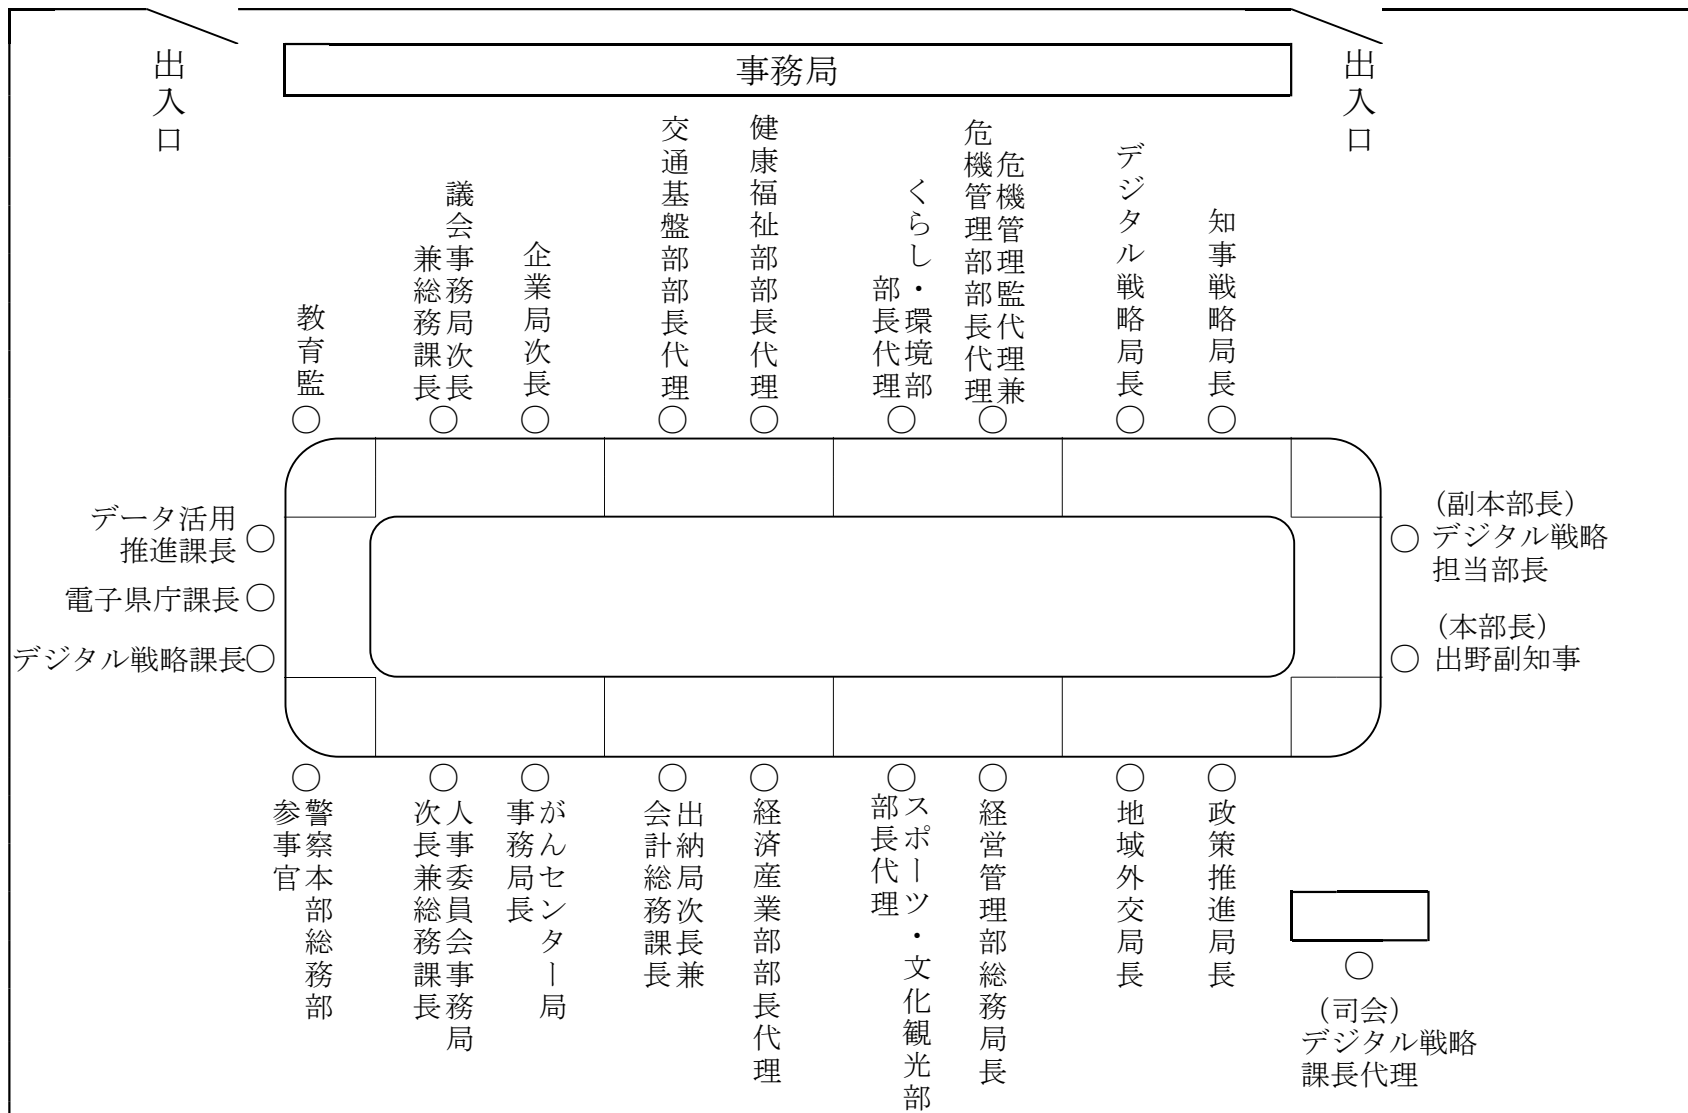 出入口
事務局
出入口
知事戦略局長
デジタル戦略局長
危機管理監代理兼
危機管理部部長代理
くらし・環境部
部長代理
健康福祉部部長代理
交通基盤部部長代理
企業局次長
議会事務局次長
兼総務課長
教育監
データ活用
推進課長
電子県庁課長
デジタル戦略課長
(副本部長)
デジタル戦略
担当部長
(本部長)
出野副知事
政策推進局長
地域外交局長
経営管理部総務局長
スポーツ・文化観光部
部長代理
経済産業部部長代理
出納局次長兼
会計総務課長
がんセンター局
事務局長
人事委員会事務局
次長兼総務課長
警察本部総務部
参事官
(司会)
デジタル戦略
課長代理